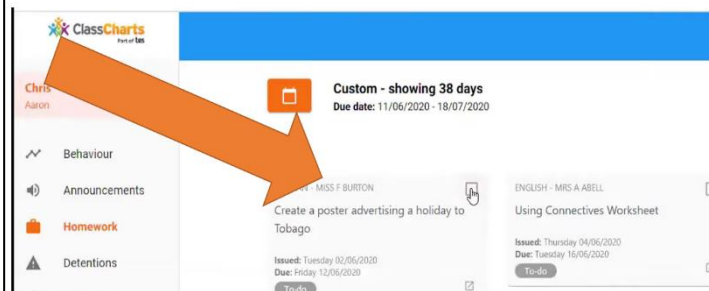 ClassCharts
Part of tes
Chris
Aaron
Behaviour
Announcements
Homework
Detentions
Custom - showing 38 days
Due date: 11/06/2020 - 18/07/2020
- MISS F BURTON
Create a poster advertising a holiday to
Tobago
Issued: Tuesday 02/06/2020
Due: Friday 12/06/2020
To-do
ENGLISH - MRS A ABELL
Using Connectives Worksheet
Issued: Thursday 04/06/2020
Due: Tuesday 16/06/2020
To-do